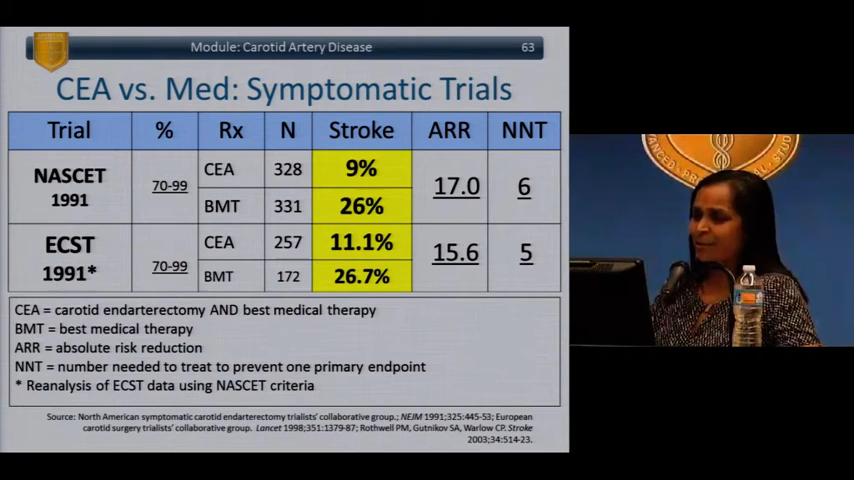 Module: Carotid Artery Disease 63
CEA vs. Med: Symptomatic Trials
Trial % Rx N Stroke ARR NNT
NASCET 1991 70-99 CEA 328 9% 17.0 6
BMT 331 26%
ECST 1991* 70-99 CEA 257 11.1% 15.6 5
BMT 172 26.7%
CEA = carotid endarterectomy AND best medical therapy
BMT = best medical therapy
ARR = absolute risk reduction
NNT = number needed to treat to prevent one primary endpoint
* Reanalysis of ECST data using NASCET criteria
Source: North American symptomatic carotid endarterectomy trialists' collaborative group.; NEJM 1991;325:445-53; European
carotid surgery trialists' collaborative group. Lancet 1998;351:1379-87; Rothwell PM, Gutnikov SA, Warlow CP. Stroke
2003;34:514-23.